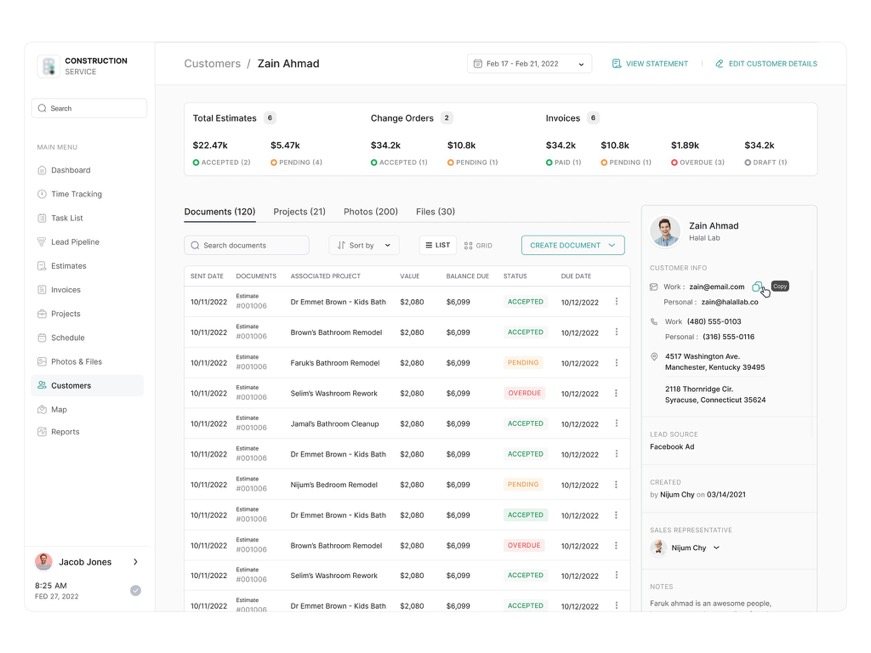 CONSTRUCTION
SERVICE
Search
MAIN MENU
Dashboard
Time Tracking
Task List
Lead Pipeline
Estimates
Invoices
Projects
Schedule
Photos & Files
Customers
Map
Reports
Jacob Jones
8:25 AM
FEB 27, 2022
Customers / Zain Ahmad
Feb 17 - Feb 21, 2022
VIEW STATEMENT
EDIT CUSTOMER DETAILS
Total Estimates 6
$22.47k $5.47k
ACCEPTED (2) PENDING (4)
Change Orders 2
$34.2k $10.8k
ACCEPTED (1) PENDING (1)
Invoices 6
$34.2k $10.8k $1.89k $34.2k
PAID (1) PENDING (1) OVERDUE (3) DRAFT (1)
Documents (120) Projects (21) Photos (200) Files (30)
Search documents Sort by LIST GRID CREATE DOCUMENT
SENT DATE DOCUMENTS ASSOCIATED PROJECT VALUE BALANCE DUE STATUS DUE DATE
10/11/2022 Estimate #001006 Dr Emmet Brown - Kids Bath $2,080 $6,099 ACCEPTED 10/12/2022
10/11/2022 Estimate #001006 Brown's Bathroom Remodel $2,080 $6,099 ACCEPTED 10/12/2022
10/11/2022 Estimate #001006 Faruk's Bathroom Remodel $2,080 $6,099 PENDING 10/12/2022
10/11/2022 Estimate #001006 Selim's Washroom Rework $2,080 $6,099 OVERDUE 10/12/2022
10/11/2022 Estimate #001006 Jamal's Bathroom Cleanup $2,080 $6,099 ACCEPTED 10/12/2022
10/11/2022 Estimate #001006 Dr Emmet Brown - Kids Bath $2,080 $6,099 ACCEPTED 10/12/2022
10/11/2022 Estimate #001006 Nijum's Bedroom Remodel $2,080 $6,099 PENDING 10/12/2022
10/11/2022 Estimate #001006 Dr Emmet Brown - Kids Bath $2,080 $6,099 ACCEPTED 10/12/2022
10/11/2022 Estimate #001006 Brown's Bathroom Remodel $2,080 $6,099 OVERDUE 10/12/2022
10/11/2022 Estimate #001006 Selim's Washroom Rework $2,080 $6,099 ACCEPTED 10/12/2022
10/11/2022 Estimate #001006 Dr Emmet Brown - Kids Bath $2,080 $6,099 ACCEPTED 10/12/2022
Zain Ahmad
Halal Lab
CUSTOMER INFO
Work : zain@email.com
Copy
Personal : zain@halallab.co
Work (480) 555-0103
Personal : (316) 555-0116
4517 Washington Ave.
Manchester, Kentucky 39495
2118 Thornridge Cir.
Syracuse, Connecticut 35624
LEAD SOURCE
Facebook Ad
CREATED
by Nijum Chy on 03/14/2021
SALES REPRESENTATIVE
Nijum Chy
NOTES
Faruk ahmad is an awesome people,